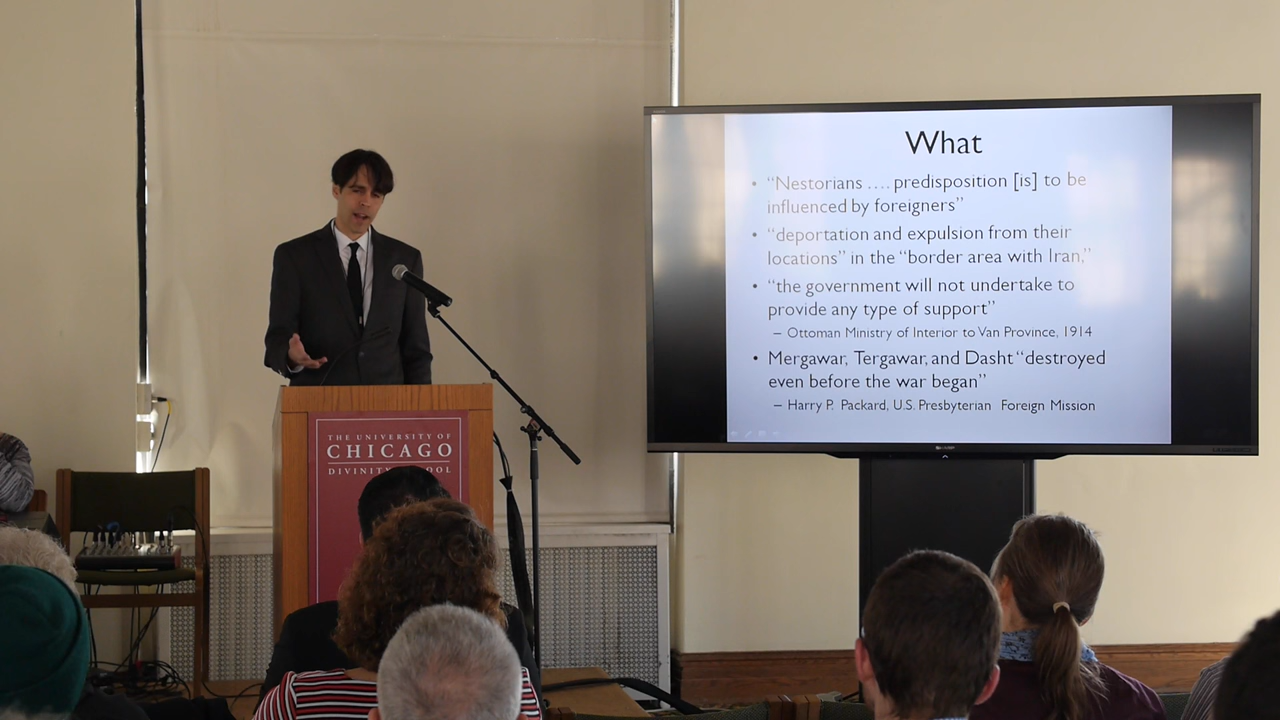 What
• “Nestorians .... predisposition [is] to be
influenced by foreigners”
• “deportation and expulsion from their
locations” in the “border area with Iran,”
• “the government will not undertake to
provide any type of support”
– Ottoman Ministry of Interior to Van Province, 1914
• Mergawar, Tergawar, and Dasht “destroyed
even before the war began”
– Harry P. Packard, U.S. Presbyterian Foreign Mission
SHARP
THE UNIVERSITY OF
CHICAGO
DIVINITY SCHOOL